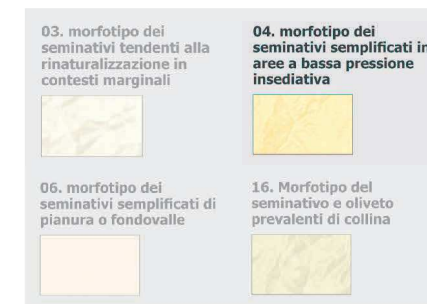 03. morfotipo dei
seminativi tendenti alla
rinaturalizzazione in
contesti marginali
04. morfotipo dei
seminativi semplificati in
aree a bassa pressione
insediativa
06. morfotipo dei
seminativi semplificati di
pianura o fondovalle
16. Morfotipo del
seminativo e oliveto
prevalenti di collina